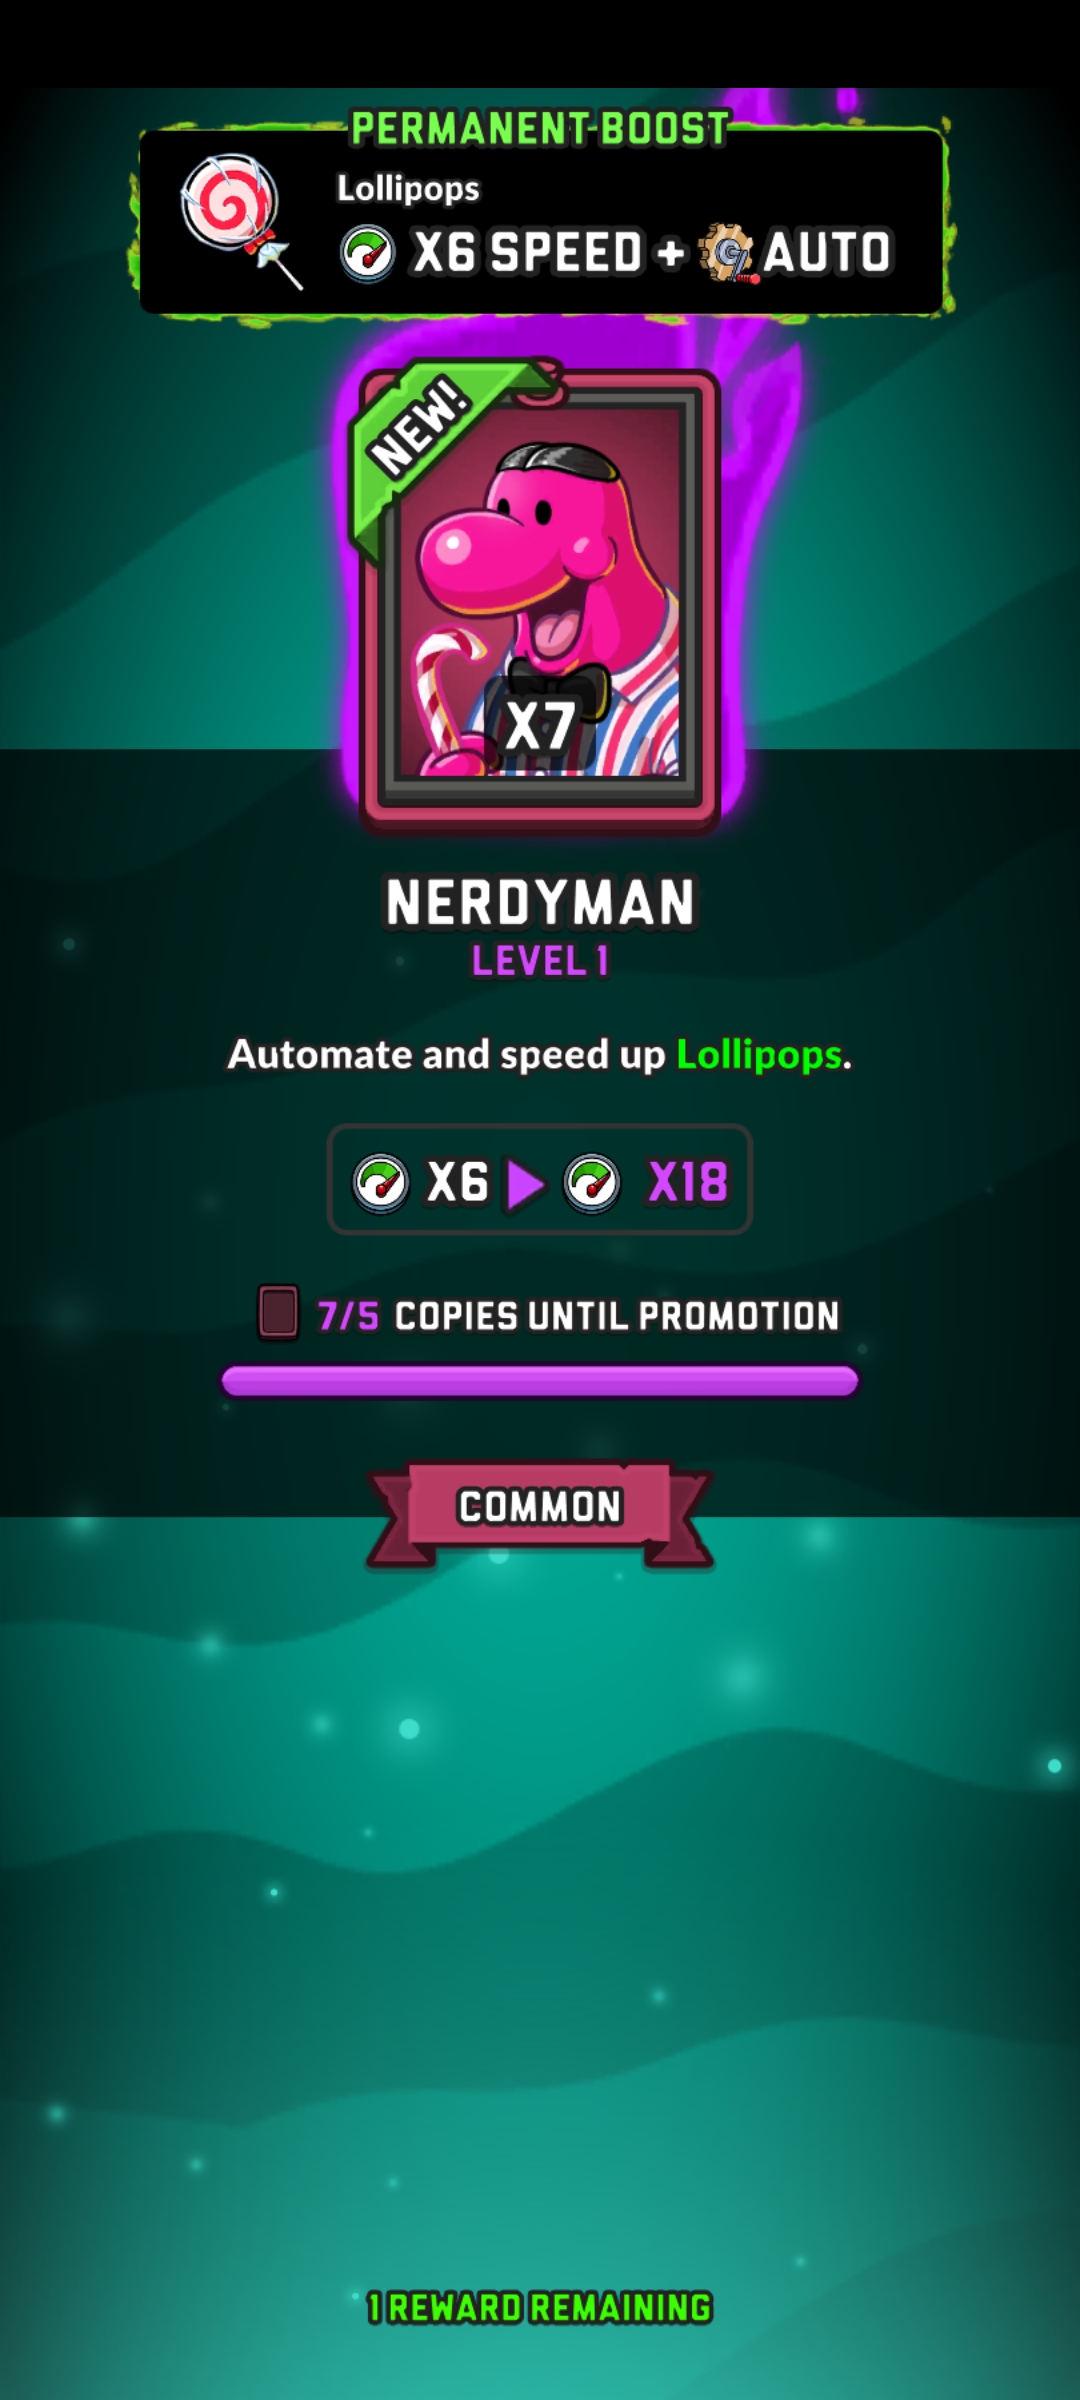 PERMANENT BOOST
Lollipops
X6 SPEED + AUTO
NEW!
X7
NERDYMAN
LEVEL 1
Automate and speed up Lollipops.
X6 X18
7/5 COPIES UNTIL PROMOTION
COMMON
1 REWARD REMAINING